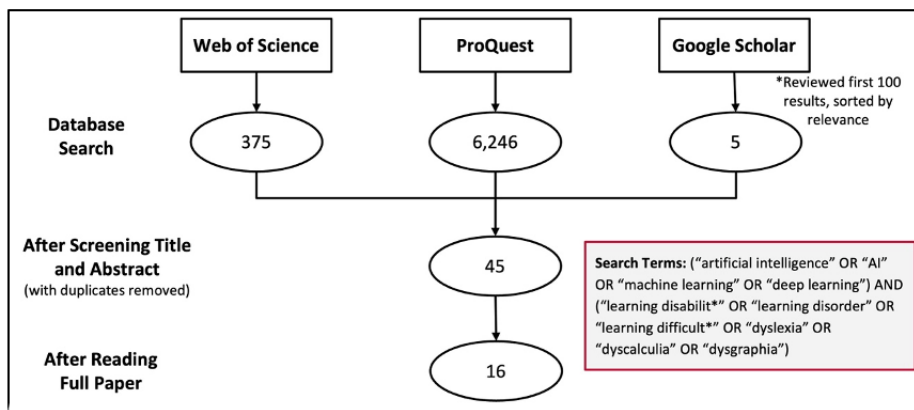 Web of Science
ProQuest
Google Scholar
*Reviewed first 100
results, sorted by
relevance
Database
Search
375
6,246
5
After Screening Title
and Abstract
(with duplicates removed)
45
Search Terms: (“artificial intelligence” OR “AI”
OR “machine learning” OR “deep learning”) AND
(“learning disabilit*” OR “learning disorder” OR
“learning difficult*” OR “dyslexia” OR
“dyscalculia” OR “dysgraphia”)
After Reading
Full Paper
16